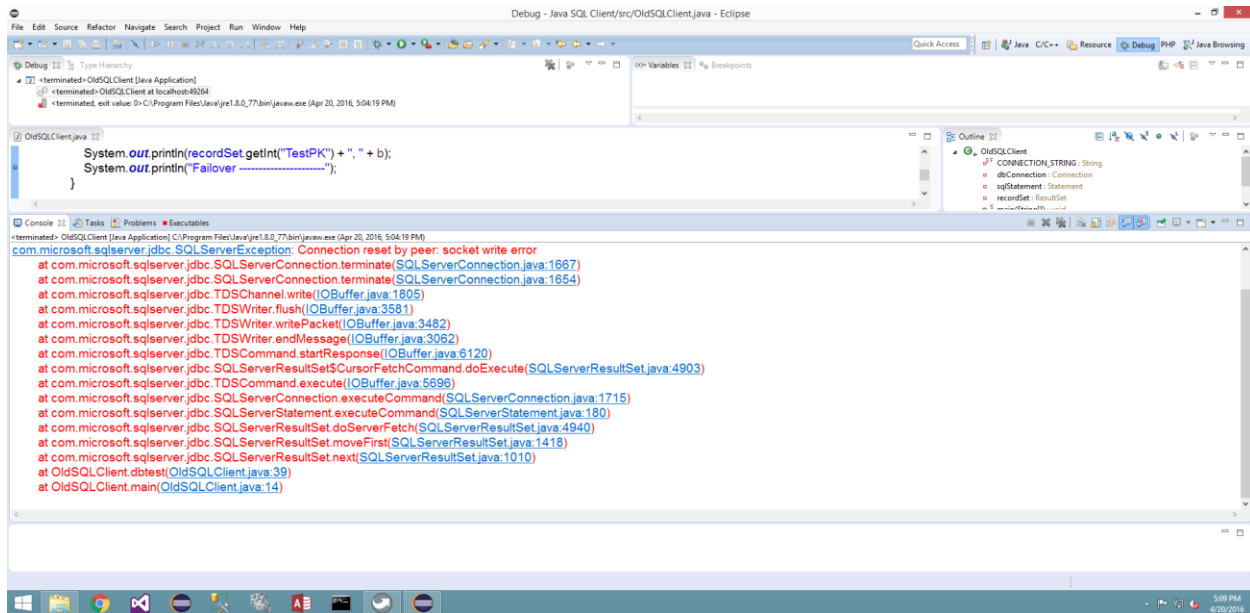 Debug - Java SQL Client/src/OldSQLClient.java - Eclipse
File Edit Source Refactor Navigate Search Project Run Window Help
Quick Access Java C/C++ Resource Debug PHP Java Browsing
Debug Type Hierarchy
(x)= Variables Breakpoints
<terminated>OldSQLClient [Java Application]
<terminated>OldSQLClient at localhost:49264
<terminated, exit value: 0>C:\Program Files\Java\jre1.8.0_77\bin\javaw.exe (Apr 20, 2016, 5:04:19 PM)
OldSQLClient.java
System.out.println(recordSet.getInt("TestPK") + ", " + b);
System.out.println("Failover ----------------------");
}
Outline
OldSQLClient
CONNECTION_STRING : String
dbConnection : Connection
sqlStatement : Statement
recordSet : ResultSet
main(String[]) : void
Console Tasks Problems Executables
<terminated> OldSQLClient [Java Application] C:\Program Files\Java\jre1.8.0_77\bin\javaw.exe (Apr 20, 2016, 5:04:19 PM)
com.microsoft.sqlserver.jdbc.SQLServerException: Connection reset by peer: socket write error
at com.microsoft.sqlserver.jdbc.SQLServerConnection.terminate(SQLServerConnection.java:1667)
at com.microsoft.sqlserver.jdbc.SQLServerConnection.terminate(SQLServerConnection.java:1654)
at com.microsoft.sqlserver.jdbc.TDSChannel.write(IOBuffer.java:1805)
at com.microsoft.sqlserver.jdbc.TDSWriter.flush(IOBuffer.java:3581)
at com.microsoft.sqlserver.jdbc.TDSWriter.writePacket(IOBuffer.java:3482)
at com.microsoft.sqlserver.jdbc.TDSWriter.endMessage(IOBuffer.java:3062)
at com.microsoft.sqlserver.jdbc.TDSCommand.startResponse(IOBuffer.java:6120)
at com.microsoft.sqlserver.jdbc.SQLServerResultSet$CursorFetchCommand.doExecute(SQLServerResultSet.java:4903)
at com.microsoft.sqlserver.jdbc.TDSCommand.execute(IOBuffer.java:5696)
at com.microsoft.sqlserver.jdbc.SQLServerConnection.executeCommand(SQLServerConnection.java:1715)
at com.microsoft.sqlserver.jdbc.SQLServerStatement.executeCommand(SQLServerStatement.java:180)
at com.microsoft.sqlserver.jdbc.SQLServerResultSet.doServerFetch(SQLServerResultSet.java:4940)
at com.microsoft.sqlserver.jdbc.SQLServerResultSet.moveFirst(SQLServerResultSet.java:1418)
at com.microsoft.sqlserver.jdbc.SQLServerResultSet.next(SQLServerResultSet.java:1010)
at OldSQLClient.dbtest(OldSQLClient.java:39)
at OldSQLClient.main(OldSQLClient.java:14)
5:09 PM
4/20/2016